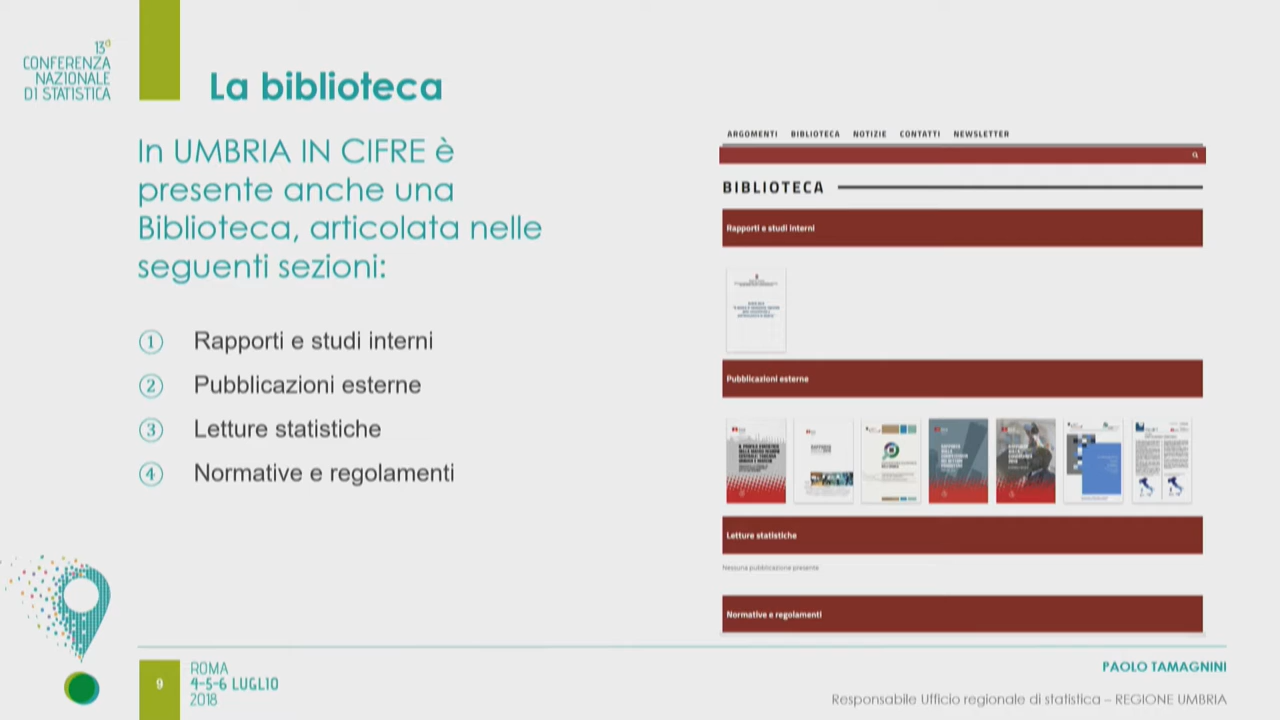 13a
CONFERENZA
NAZIONALE
DI STATISTICA
La biblioteca
In UMBRIA IN CIFRE è
presente anche una
Biblioteca, articolata nelle
seguenti sezioni:
1 Rapporti e studi interni
2 Pubblicazioni esterne
3 Letture statistiche
4 Normative e regolamenti
ARGOMENTI BIBLIOTECA NOTIZIE CONTATTI NEWSLETTER
BIBLIOTECA
Rapporti e studi interni
Pubblicazioni esterne
Letture statistiche
Nessuna pubblicazione presente
Normative e regolamenti
9
ROMA
4-5-6 LUGLIO
2018
PAOLO TAMAGNINI
Responsabile Ufficio regionale di statistica – REGIONE UMBRIA